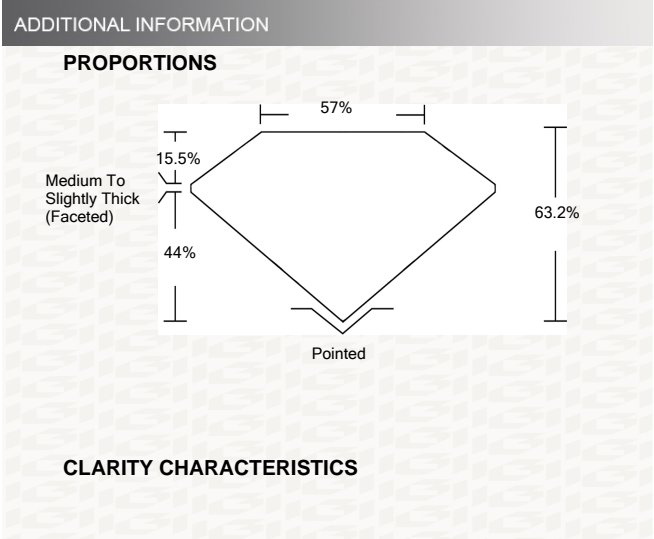 ADDITIONAL INFORMATION
PROPORTIONS
57%
15.5%
Medium To
Slightly Thick
(Faceted)
63.2%
44%
Pointed
CLARITY CHARACTERISTICS